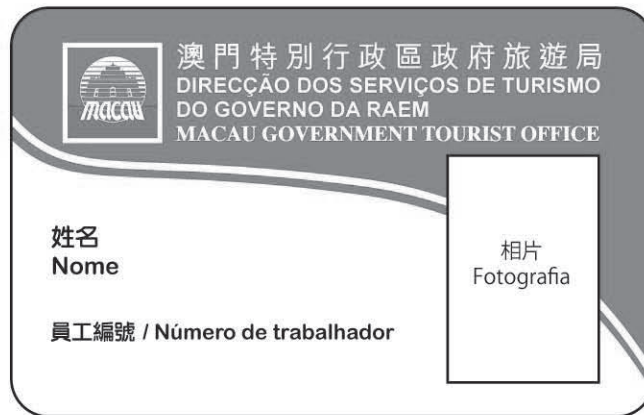 澳門特別行政區政府旅遊局
DIRECÇÃO DOS SERVIÇOS DE TURISMO
DO GOVERNO DA RAEM
MACAU GOVERNMENT TOURIST OFFICE
MACAU
姓名
Nome
相片
Fotografia
員工編號 / Número de trabalhador